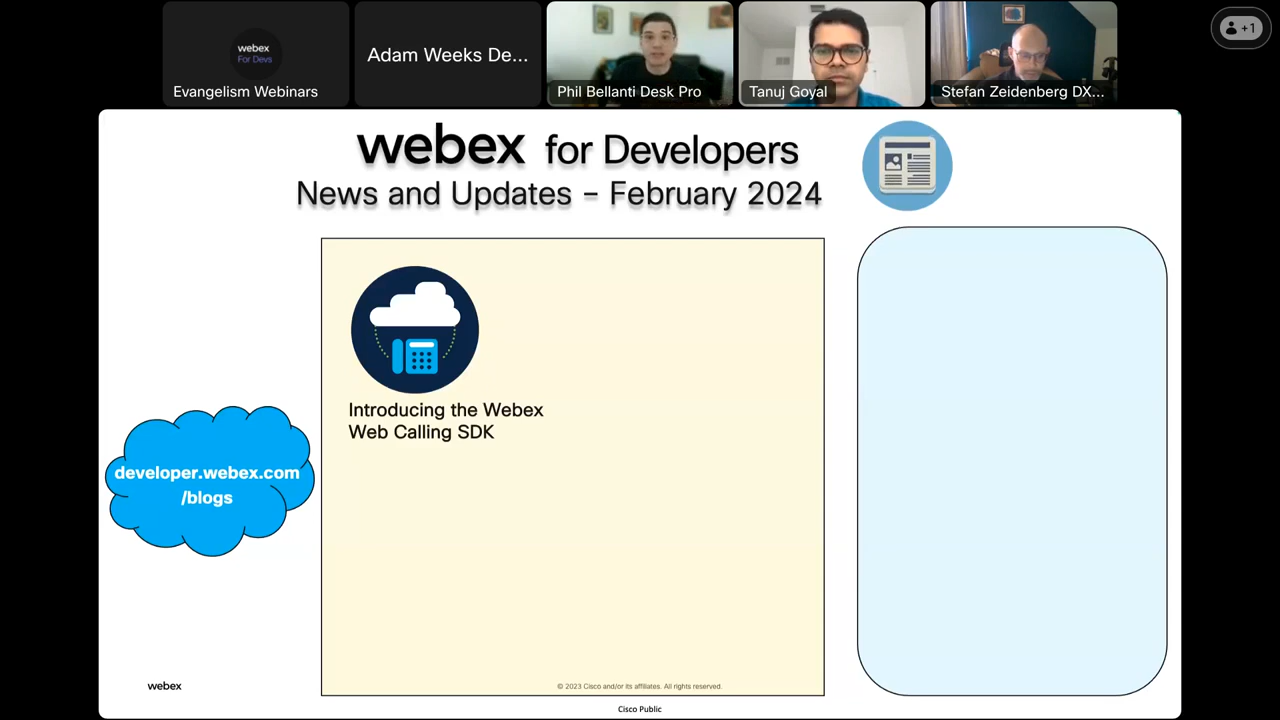 webex
For Devs
Evangelism Webinars
Adam Weeks De...
Phil Bellanti Desk Pro
Tanuj Goyal
Stefan Zeidenberg DX...
+1
webex for Developers
News and Updates – February 2024
Introducing the Webex
Web Calling SDK
developer.webex.com
/blogs
webex
© 2023 Cisco and/or its affiliates. All rights reserved.
Cisco Public